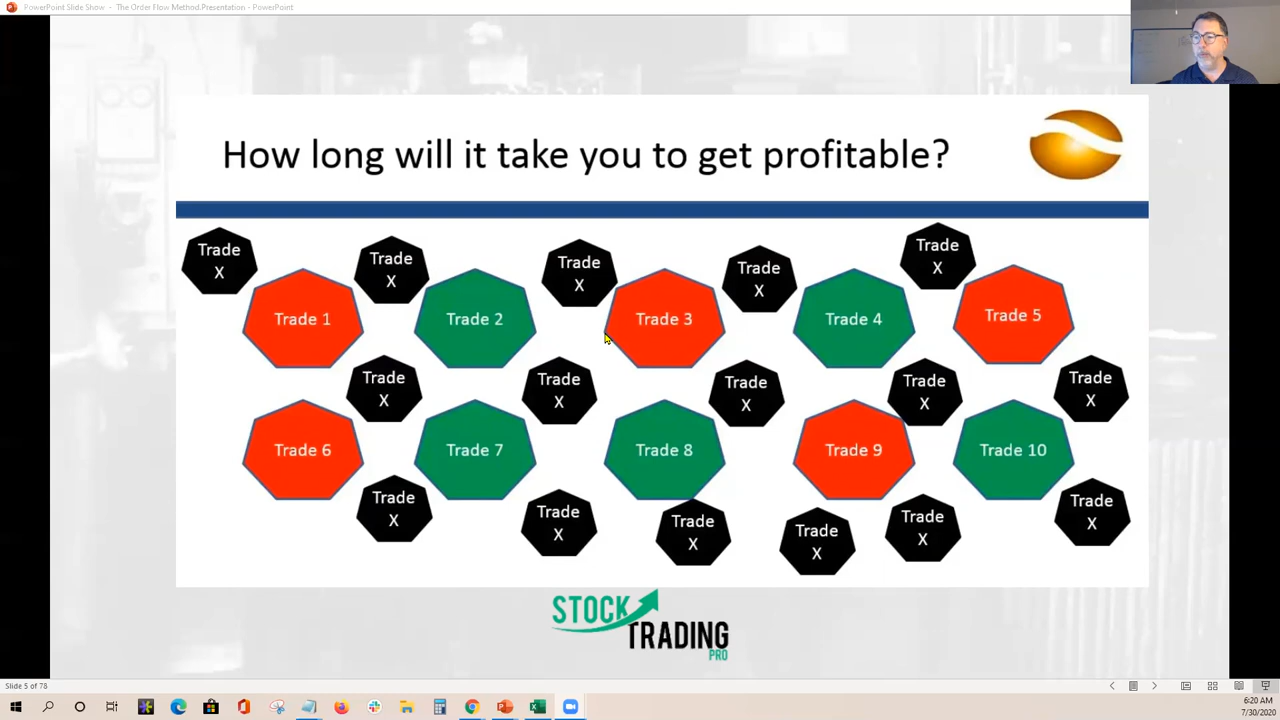 PowerPoint Slide Show - The Order Flow Method.Presentation - PowerPoint
How long will it take you to get profitable?
Trade
X
Trade
X
Trade
X
Trade
X
Trade
X
Trade 1
Trade 2
Trade 3
Trade 4
Trade 5
Trade
X
Trade
X
Trade
X
Trade
X
Trade
X
Trade 6
Trade 7
Trade 8
Trade 9
Trade 10
Trade
X
Trade
X
Trade
X
Trade
X
Trade
X
Trade
X
STOCK
TRADING
PRO
Slide 5 of 78
6:20 AM
7/30/2020